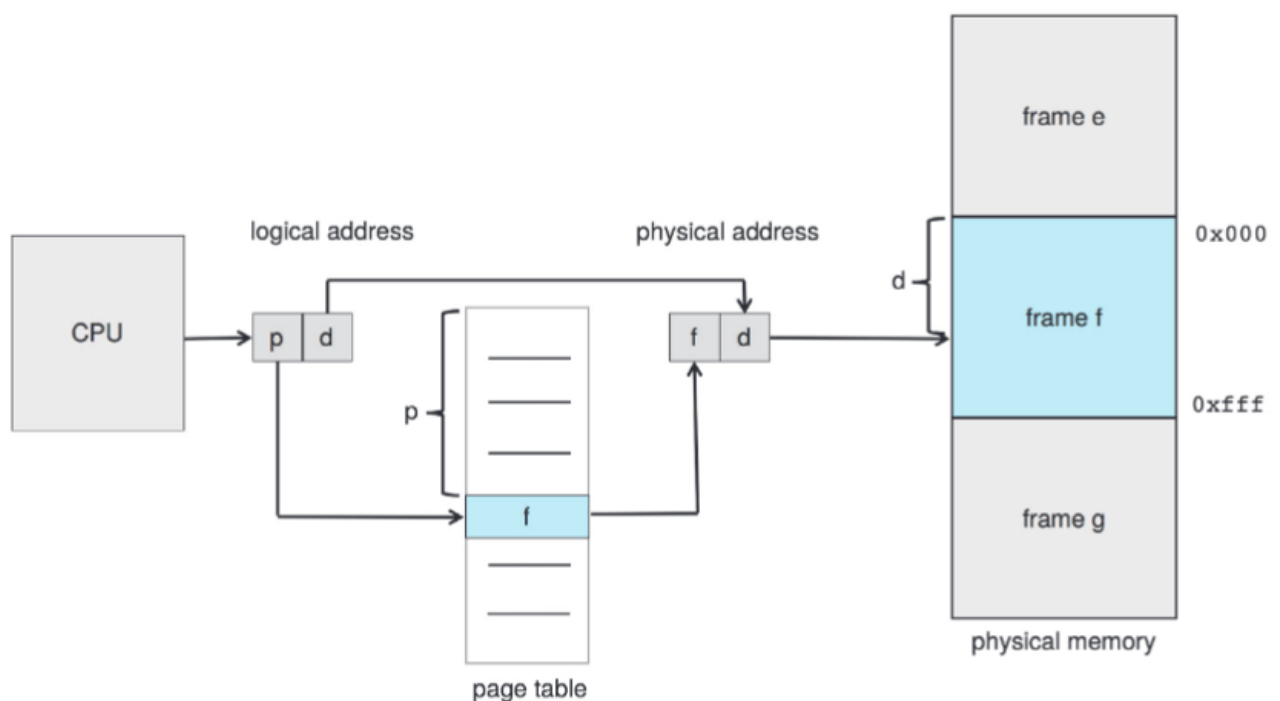 frame e
logical address
physical address
0x000
d
CPU
p
d
f
d
frame f
p
0xfff
f
frame g
physical memory
page table